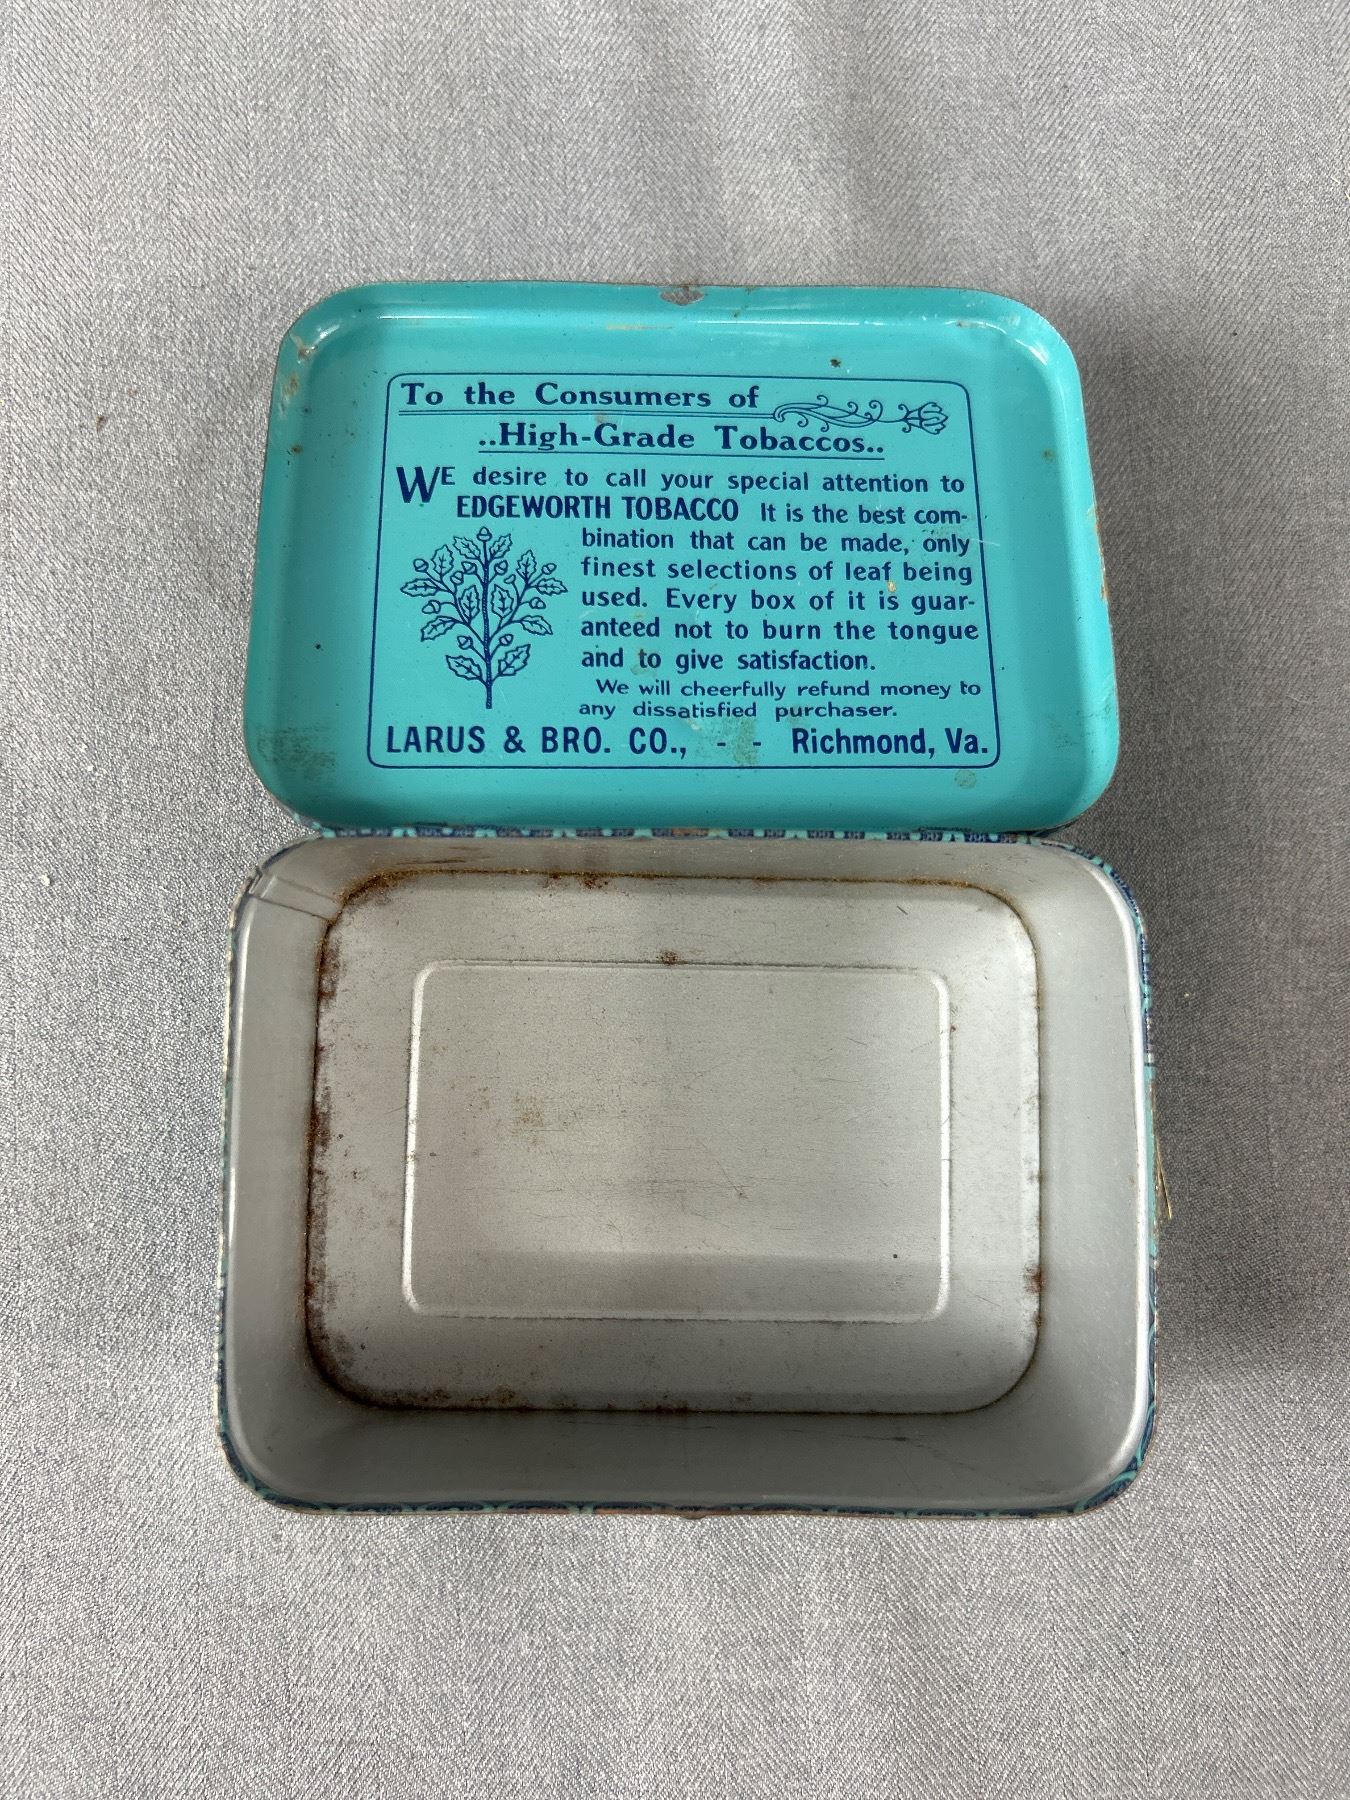 To the Consumers of
..High-Grade Tobaccos..
WE desire to call your special attention to
EDGEWORTH TOBACCO It is the best com-
bination that can be made, only
finest selections of leaf being
used. Every box of it is guar-
anteed not to burn the tongue
and to give satisfaction.
We will cheerfully refund money to
any dissatisfied purchaser.
LARUS & BRO. CO., - - Richmond, Va.